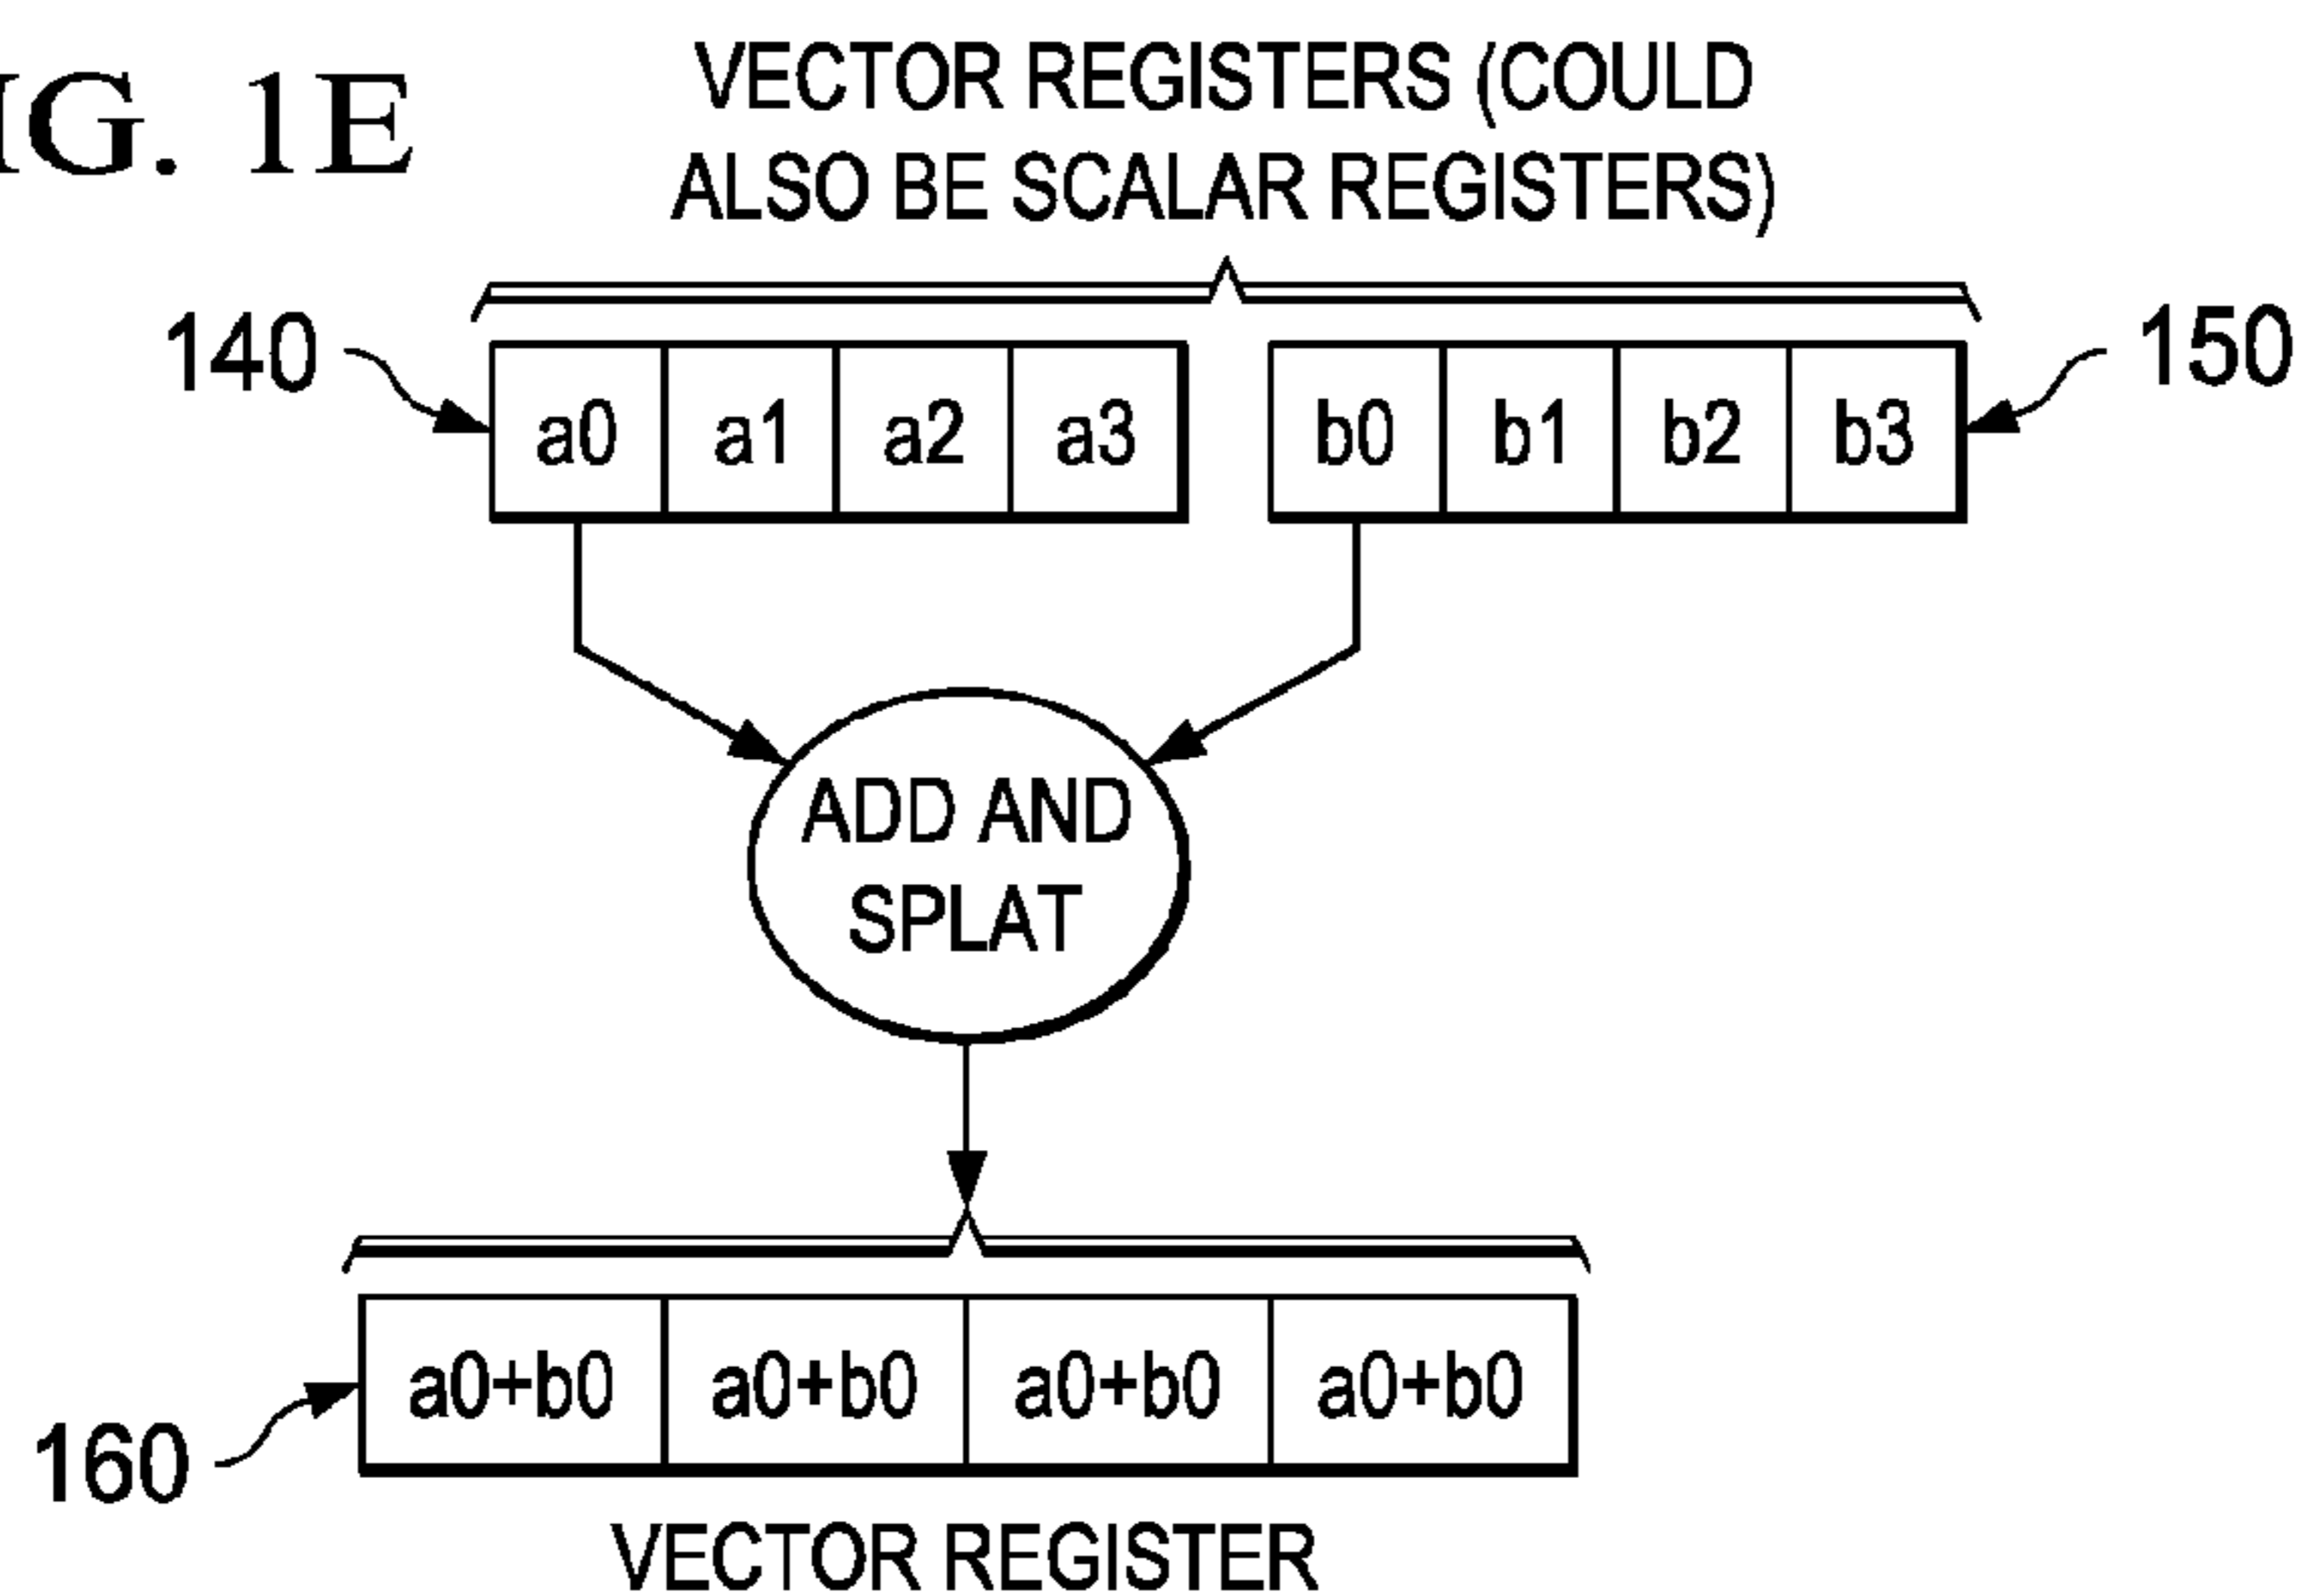 IG. 1E
VECTOR REGISTERS (COULD
ALSO BE SCALAR REGISTERS)
140
a0 a1 a2 a3 b0 b1 b2 b3
150
ADD AND
SPLAT
a0+b0 a0+b0 a0+b0 a0+b0
160
VECTOR REGISTER